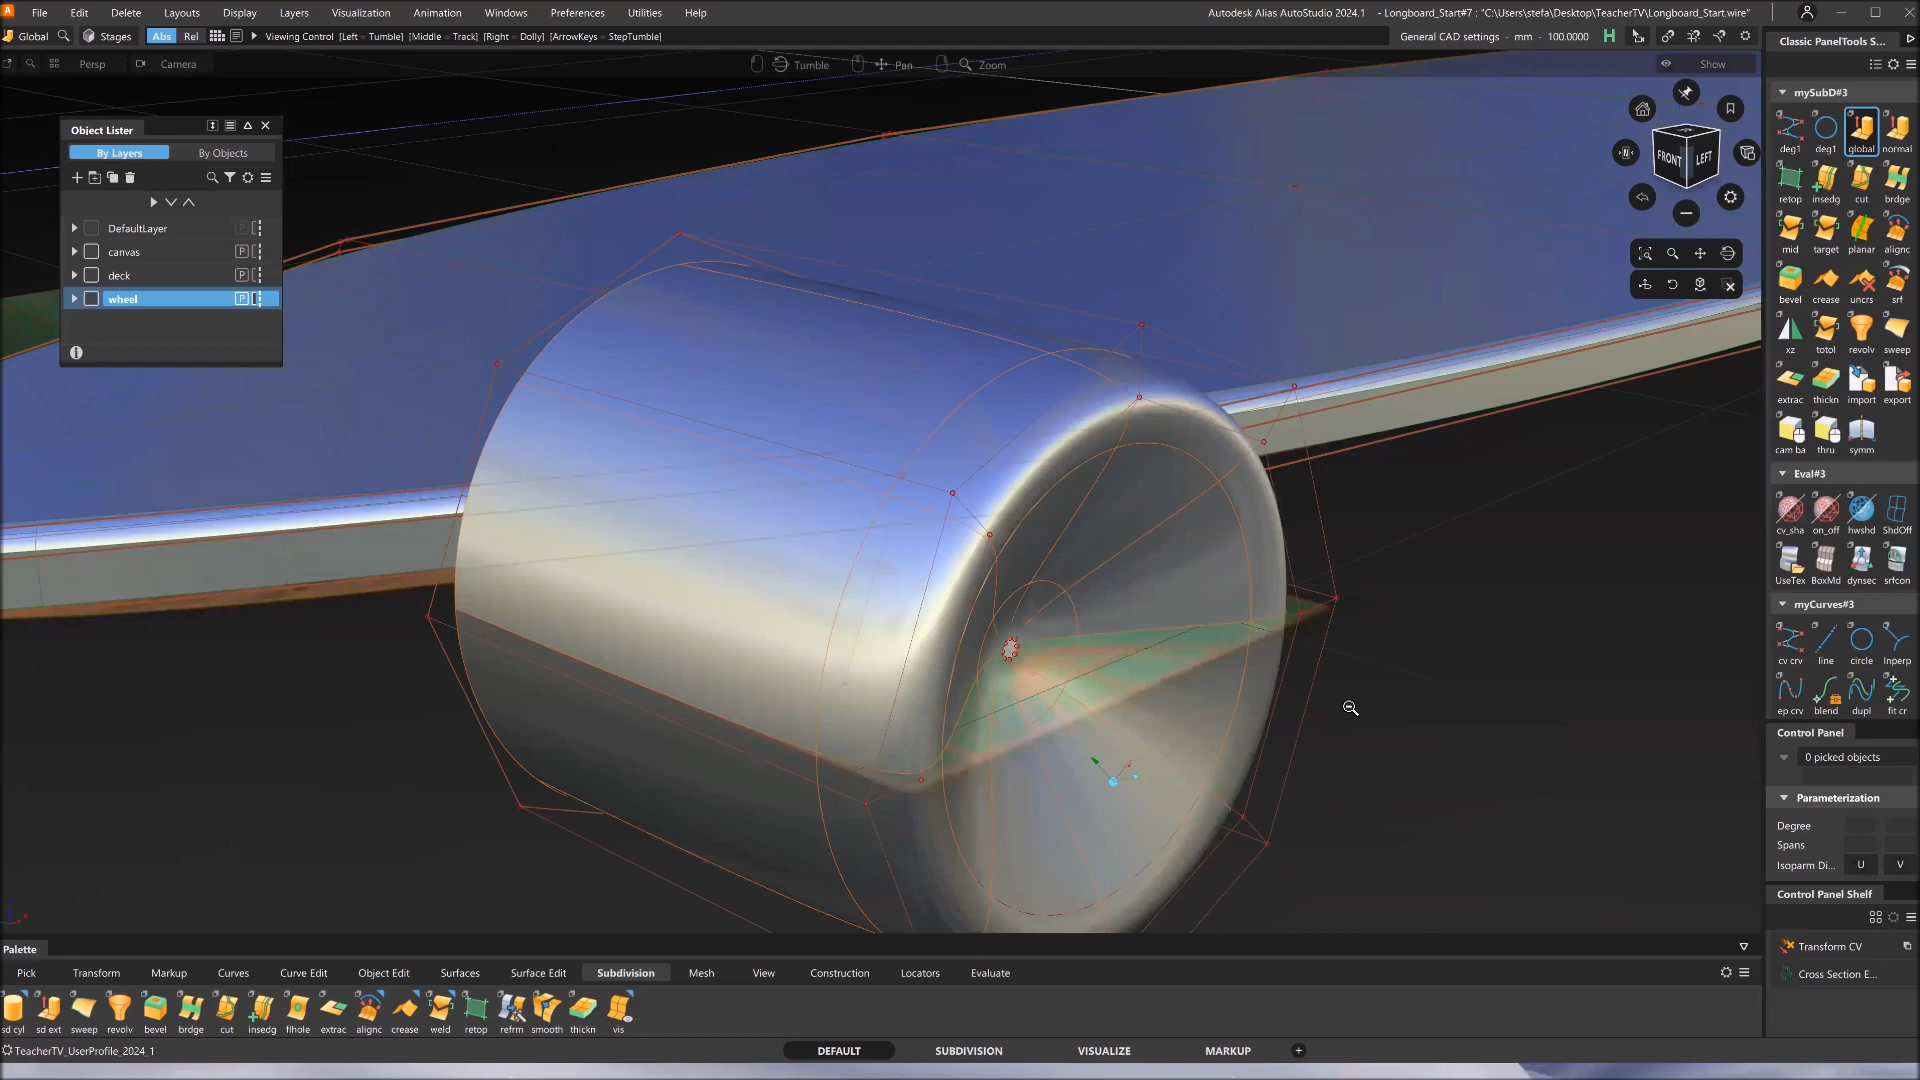 File Edit Delete Layouts Display Layers Visualization Animation Windows Preferences Utilities Help
Autodesk Alias AutoStudio 2024.1 - Longboard_Start#7 : "C:\Users\stefa\Desktop\TeacherTV\Longboard_Start.wire"
Global Stages Abs Rel Viewing Control [Left = Tumble] [Middle = Track] [Right = Dolly] [ArrowKeys = StepTumble]
General CAD settings - mm - 100.0000
Classic PanelTools S...
Persp Camera
Tumble Pan Zoom
Show
mySubD#3
FRONT LEFT
deg1 deg1 global normal
retop insedg cut brdge
mid target planar alignc
bevel crease uncrs srf
xz totol revolv sweep
extrac thickn import export
cam ba thru symm
Eval#3
cv_sha on_off hwshd ShdOff
UseTex BoxMd dynsec srfcon
myCurves#3
cv crv line circle lnperp
ep crv blend dupl fit cr
Control Panel
0 picked objects
Parameterization
Degree
Spans
Isoparm Di... U V
Control Panel Shelf
Transform CV
Cross Section E...
Object Lister
By Layers By Objects
DefaultLayer P
canvas P
deck P
wheel P
Palette
Pick Transform Markup Curves Curve Edit Object Edit Surfaces Surface Edit Subdivision Mesh View Construction Locators Evaluate
sd cyl sd ext sweep revolv bevel brdge cut insedg flhole extrac alignc crease weld retop refrm smooth thickn vis
TeacherTV_UserProfile_2024_1
DEFAULT SUBDIVISION VISUALIZE MARKUP